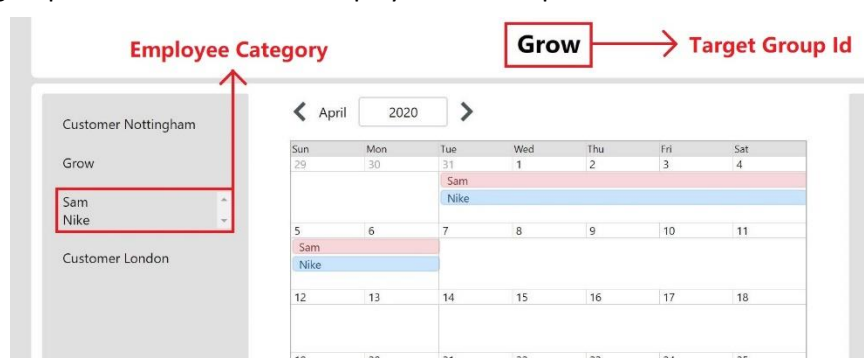 Employee Category
Grow
Target Group Id
Customer Nottingham
Grow
Sam
Nike
Customer London
April 2020
Sun Mon Tue Wed Thu Fri Sat
29 30 31 1 2 3 4
Sam
Nike
5 6 7 8 9 10 11
Sam
Nike
12 13 14 15 16 17 18